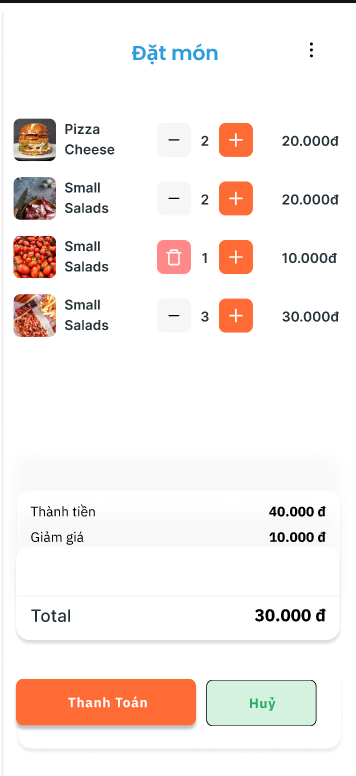 Đặt món
Pizza
Cheese
2
20.000đ
Small
Salads
2
20.000đ
Small
Salads
1
10.000đ
Small
Salads
3
30.000đ
Thành tiền 40.000 đ
Giảm giá 10.000 đ
Total 30.000 đ
Thanh Toán
Huỷ